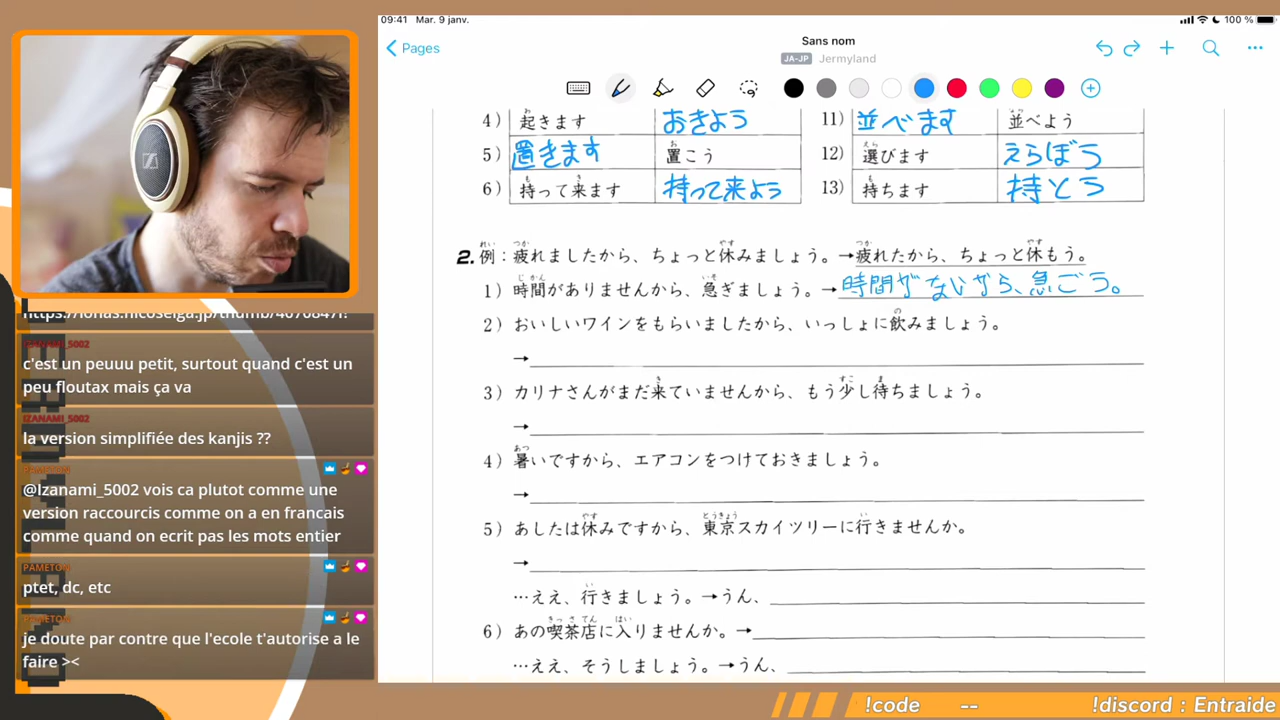 09:41 Mar. 9 janv.
100 %
Pages
Sans nom
JA-JP Jermyland
4) 起きます おきよう 11) 並べます 並べよう
5) 置きます 置こう 12) 選びます えらぼう
6) 持って来ます 持って来よう 13) 持ちます 持とう
2. 例：疲れましたから、ちょっと休みましょう。→疲れたから、ちょっと休もう。
1) 時間がありませんから、急ぎましょう。→時間がないから、急ごう。
2) おいしいワインをもらいましたから、いっしょに飲みましょう。
→
3) カリナさんがまだ来ていませんから、もう少し待ちましょう。
→
4) 暑いですから、エアコンをつけておきましょう。
→
5) あしたは休みですから、東京スカイツリーに行きませんか。
→
…ええ、行きましょう。→うん、
6) あの喫茶店に入りませんか。→
…ええ、そうしましょう。→うん、
IZANAMI_5002
c'est un peuuu petit, surtout quand c'est un
peu floutax mais ça va
IZANAMI_5002
la version simplifiée des kanjis ??
PAMETON
@Izanami_5002 vois ca plutot comme une
version raccourcis comme on a en francais
comme quand on ecrit pas les mots entier
PAMETON
ptet, dc, etc
PAMETON
je doute par contre que l'ecole t'autorise a le
faire ><
!code -- !discord : Entraide